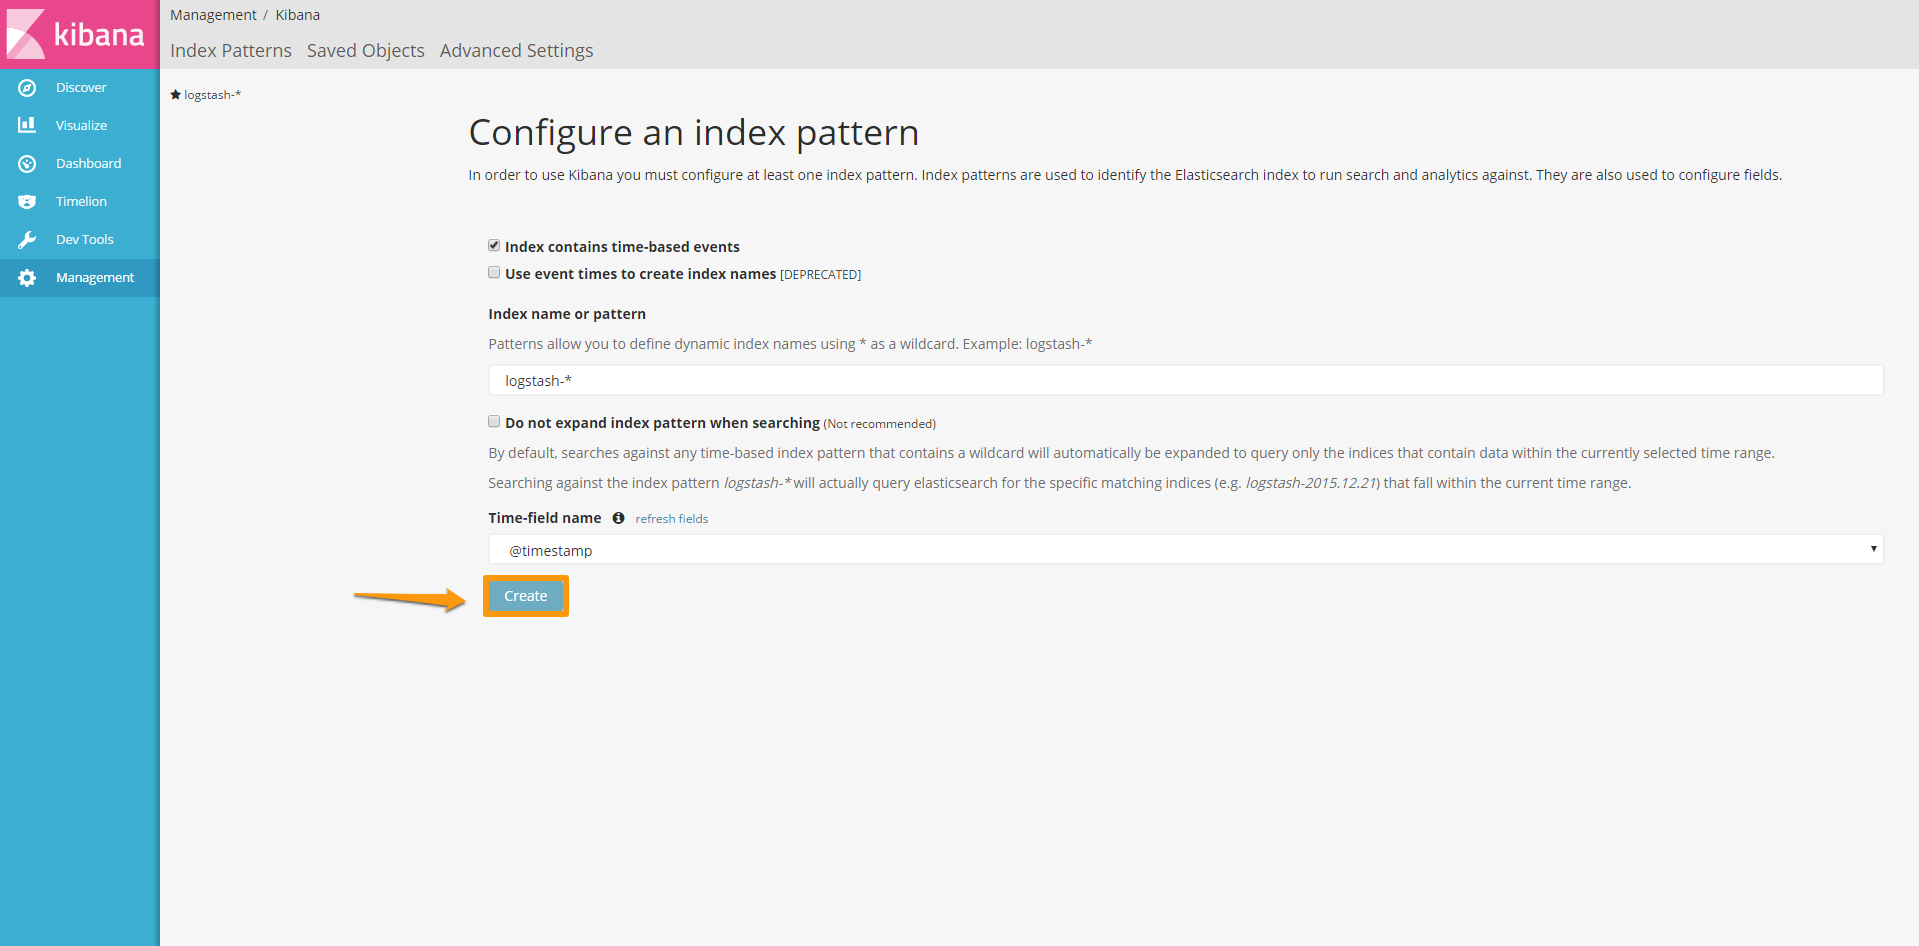 kibana
Management / Kibana
Index Patterns Saved Objects Advanced Settings
Discover
Visualize
Dashboard
Timelion
Dev Tools
Management
logstash-*
Configure an index pattern
In order to use Kibana you must configure at least one index pattern. Index patterns are used to identify the Elasticsearch index to run search and analytics against. They are also used to configure fields.
Index contains time-based events
Use event times to create index names [DEPRECATED]
Index name or pattern
Patterns allow you to define dynamic index names using * as a wildcard. Example: logstash-*
logstash-*
Do not expand index pattern when searching (Not recommended)
By default, searches against any time-based index pattern that contains a wildcard will automatically be expanded to query only the indices that contain data within the currently selected time range.
Searching against the index pattern logstash-* will actually query elasticsearch for the specific matching indices (e.g. logstash-2015.12.21) that fall within the current time range.
Time-field name refresh fields
@timestamp
Create